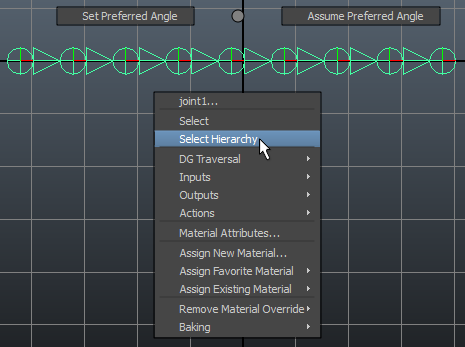 Set Preferred Angle
Assume Preferred Angle
joint1...
Select
Select Hierarchy
DG Traversal
Inputs
Outputs
Actions
Material Attributes...
Assign New Material...
Assign Favorite Material
Assign Existing Material
Remove Material Override
Baking